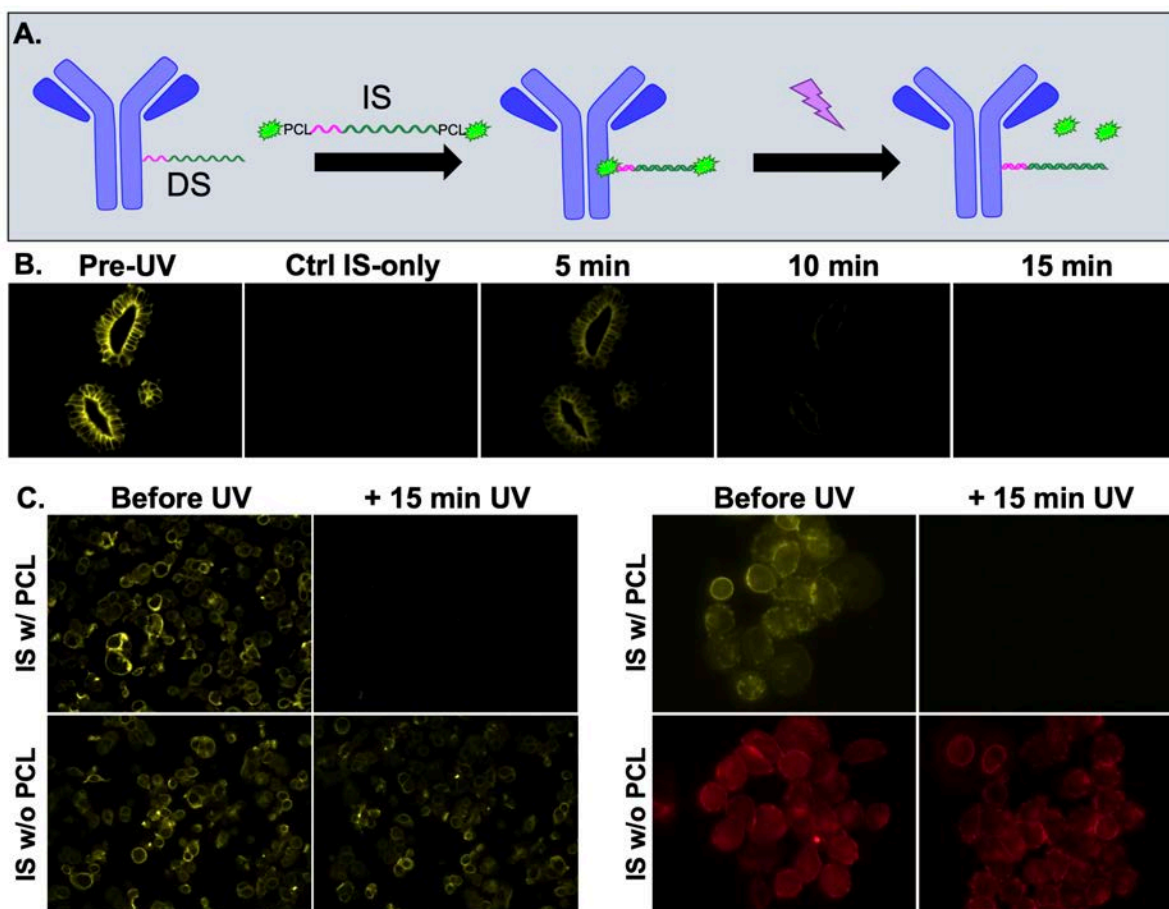 A.
IS
PCL PCL
DS
B. Pre-UV Ctrl IS-only 5 min 10 min 15 min
C. Before UV + 15 min UV Before UV + 15 min UV
IS w/ PCL IS w/ PCL
IS w/o PCL IS w/o PCL